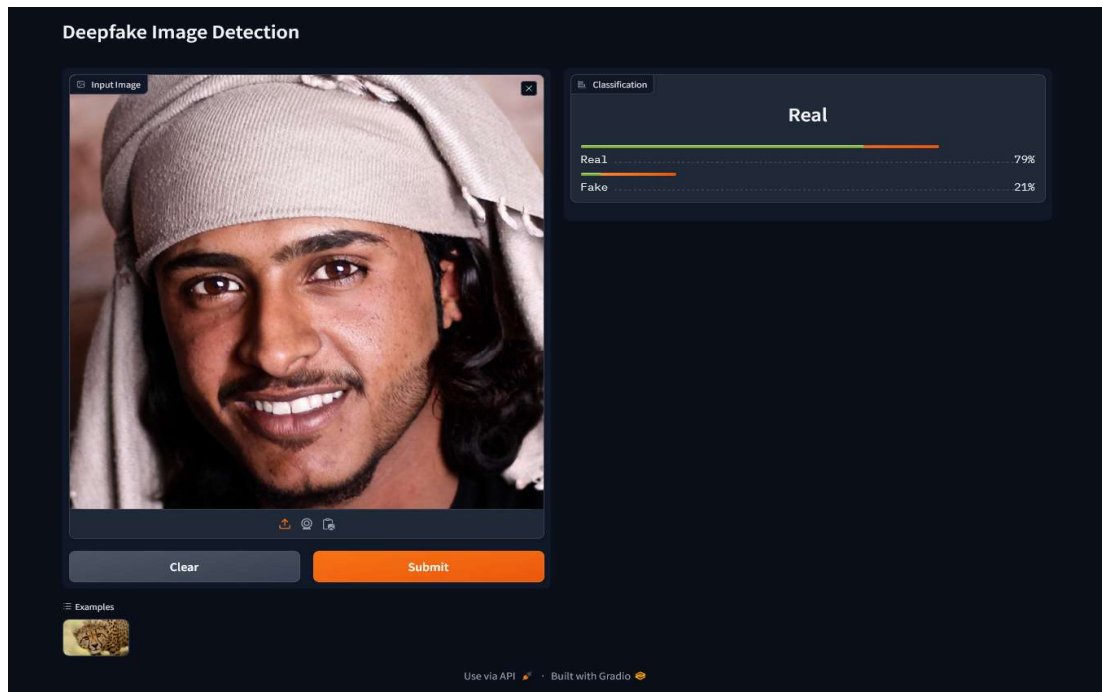 Deepfake Image Detection
Input Image
Classification
Real
Real 79%
Fake 21%
Clear
Submit
Examples
Use via API · Built with Gradio